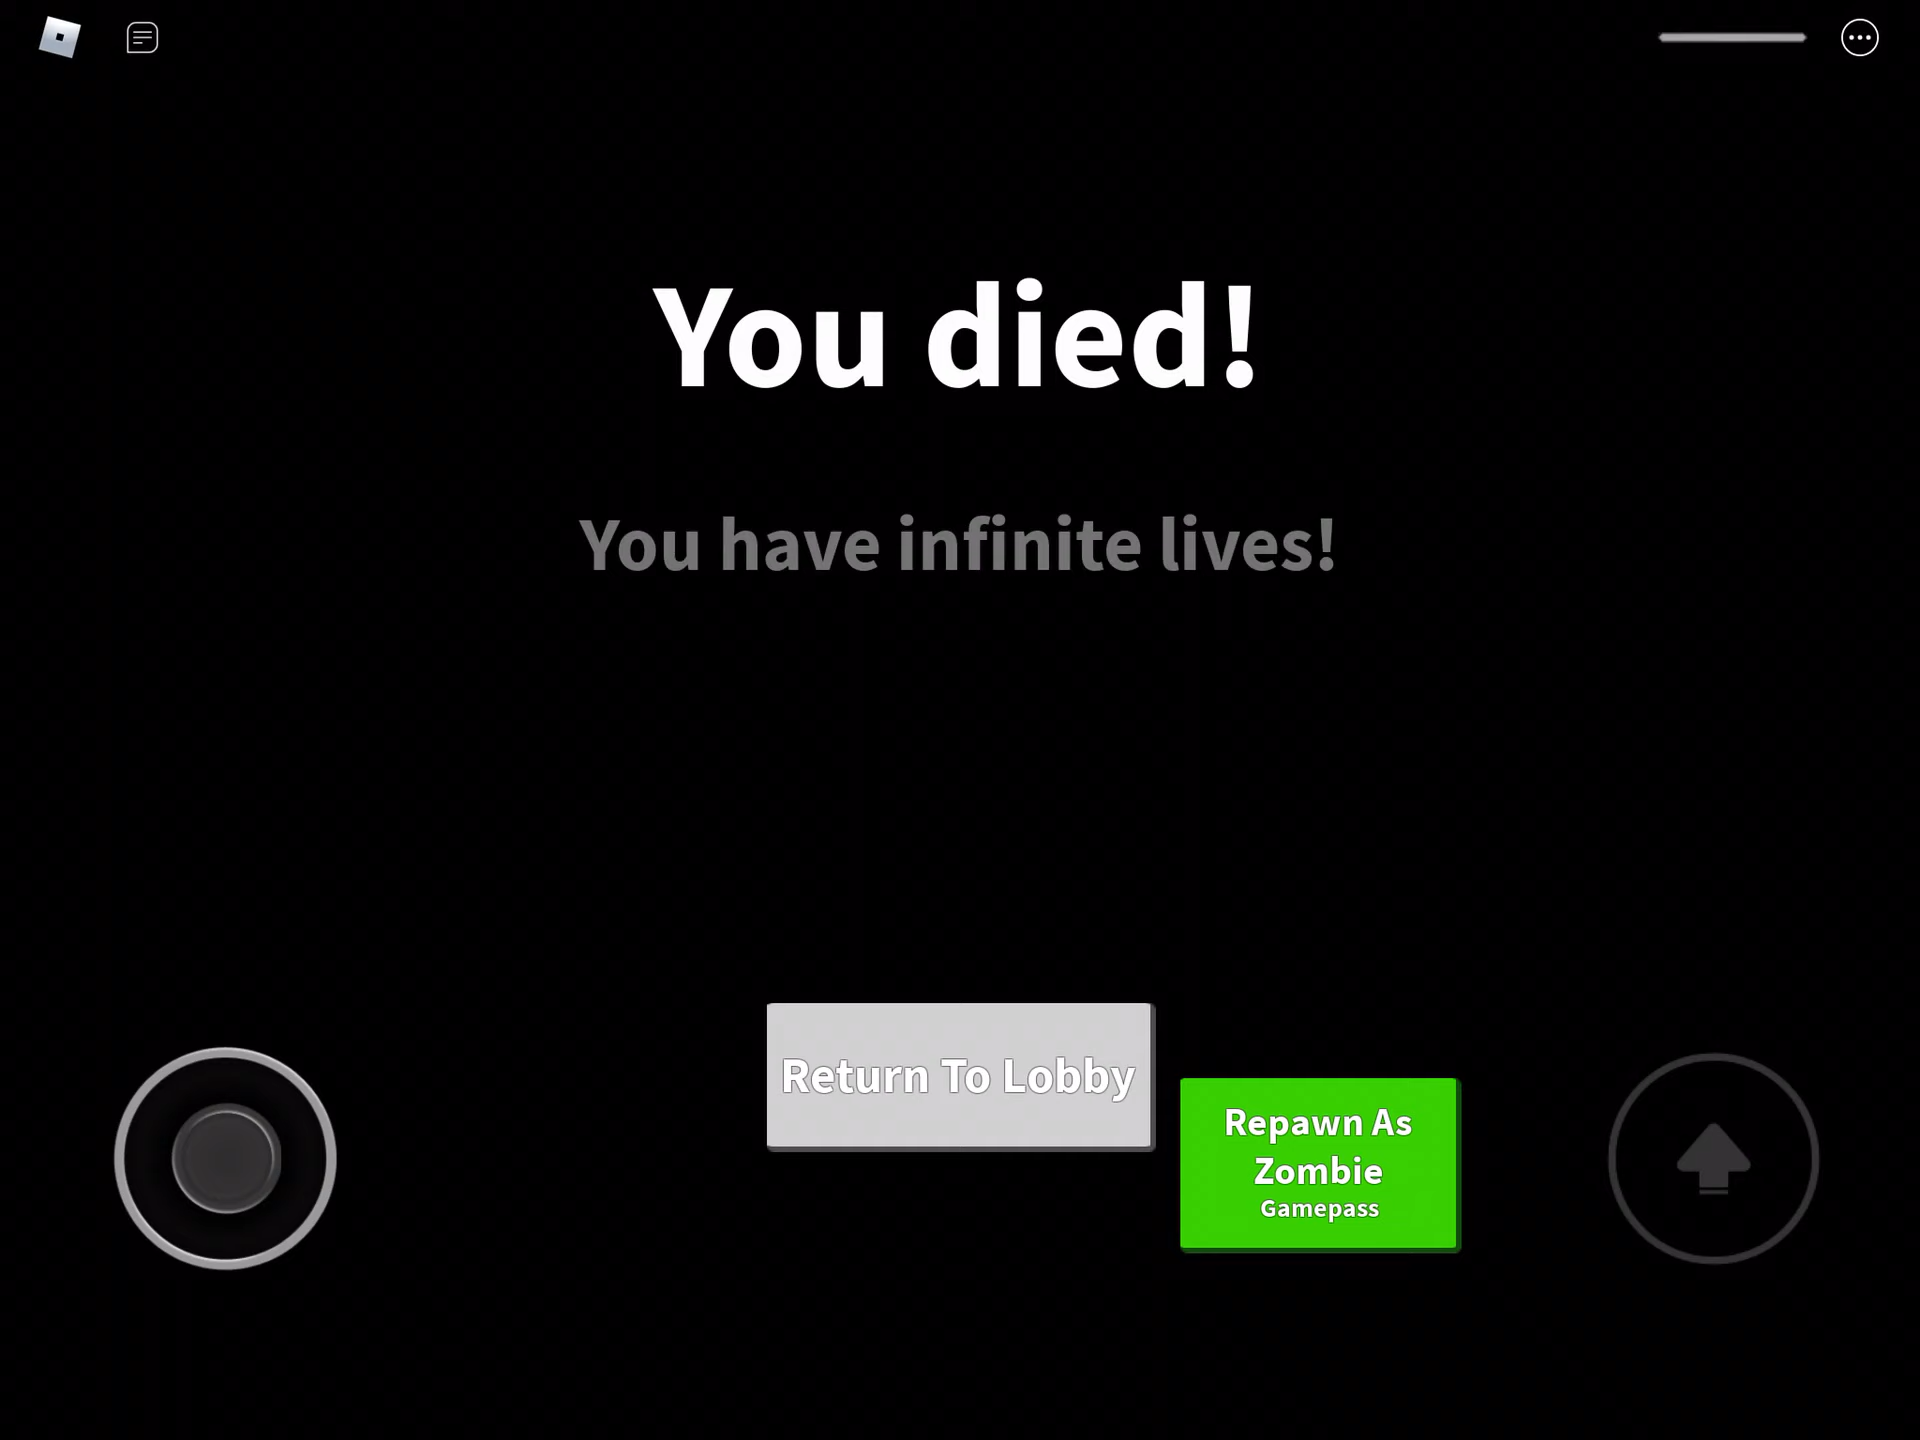 You died!
You have infinite lives!
Return To Lobby
Repawn As
Zombie
Gamepass